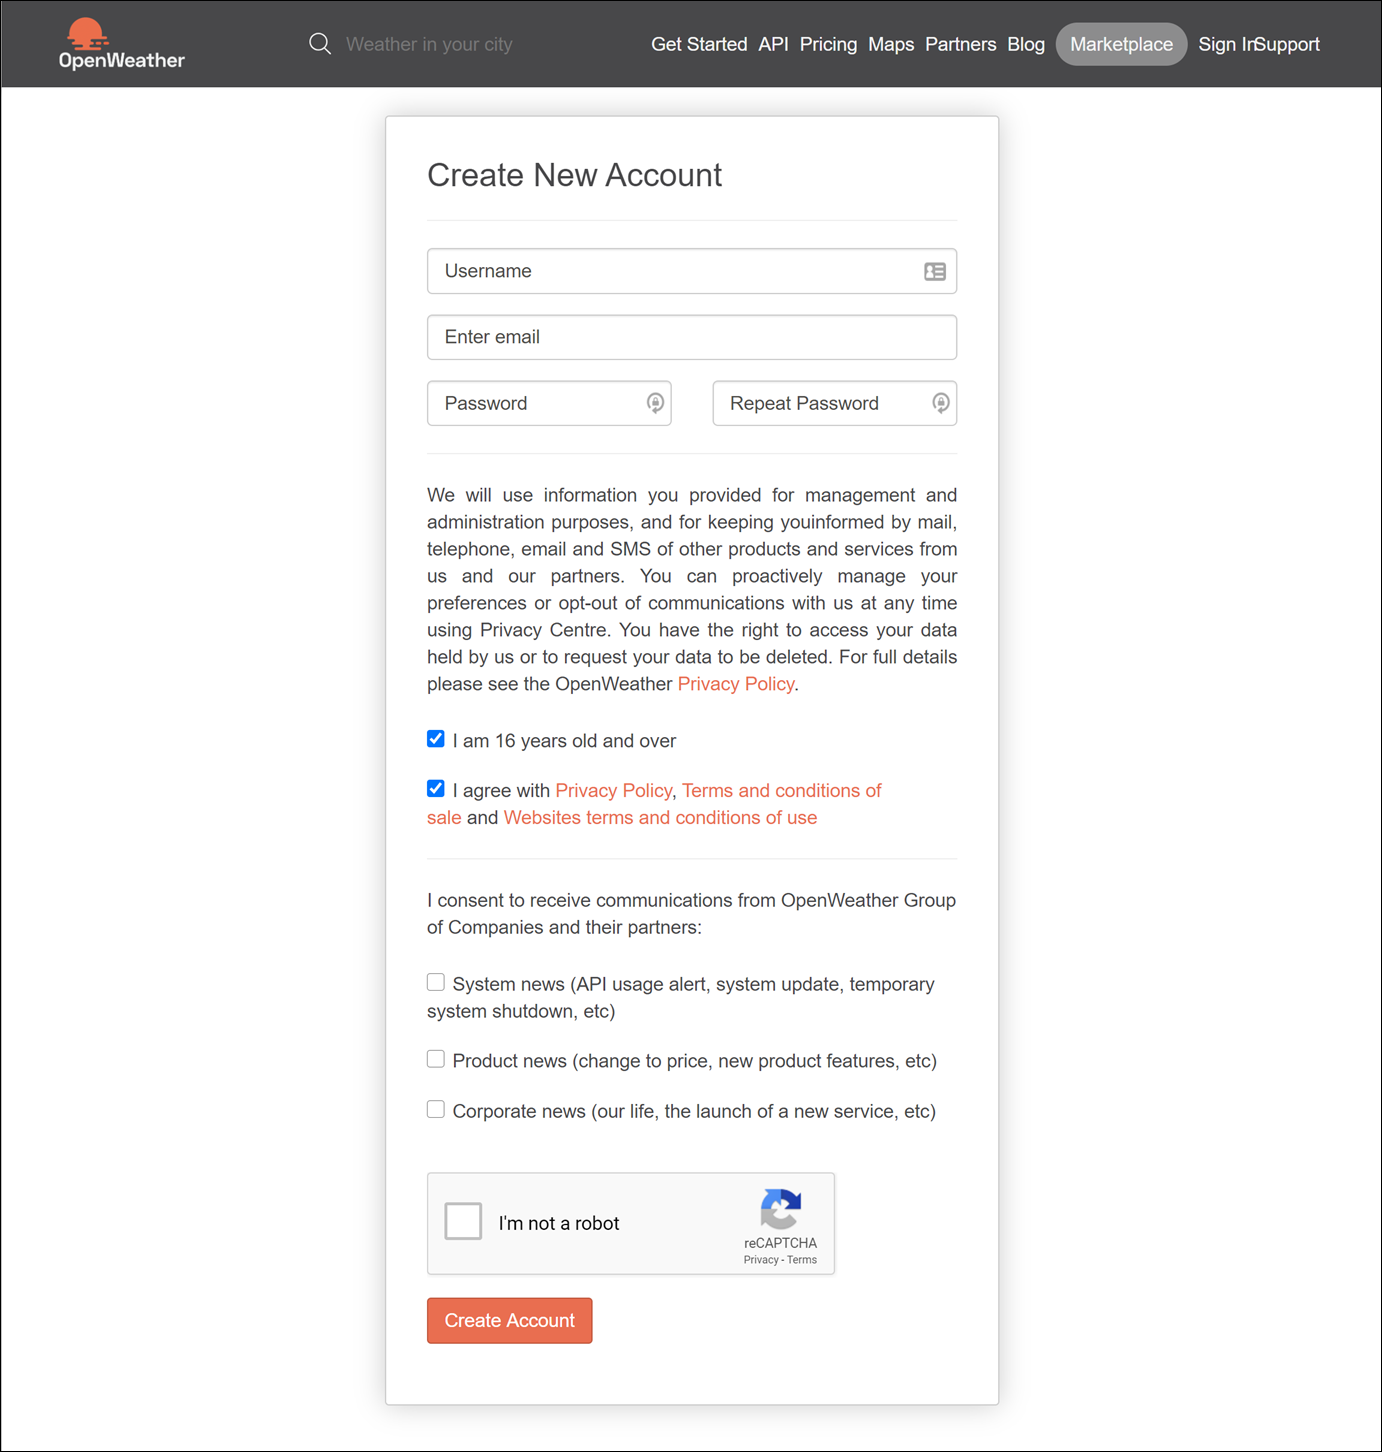 OpenWeather
Weather in your city
Get Started API Pricing Maps Partners Blog Marketplace Sign In Support
Create New Account
Username
Enter email
Password Repeat Password
We will use information you provided for management and
administration purposes, and for keeping youinformed by mail,
telephone, email and SMS of other products and services from
us and our partners. You can proactively manage your
preferences or opt-out of communications with us at any time
using Privacy Centre. You have the right to access your data
held by us or to request your data to be deleted. For full details
please see the OpenWeather Privacy Policy.
I am 16 years old and over
I agree with Privacy Policy, Terms and conditions of
sale and Websites terms and conditions of use
I consent to receive communications from OpenWeather Group
of Companies and their partners:
System news (API usage alert, system update, temporary
system shutdown, etc)
Product news (change to price, new product features, etc)
Corporate news (our life, the launch of a new service, etc)
I'm not a robot
reCAPTCHA
Privacy - Terms
Create Account